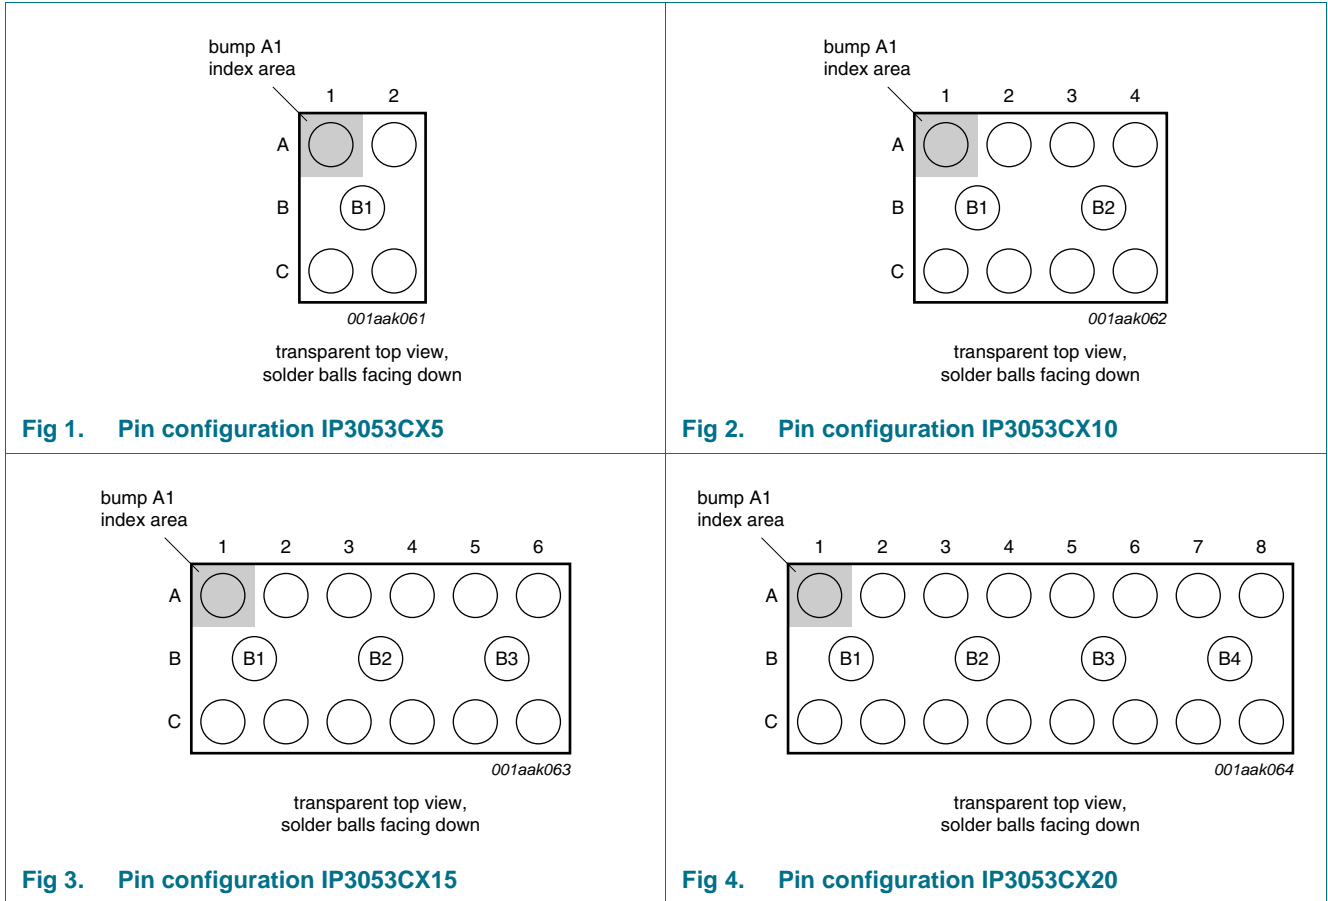 bump A1
index area
1 2
A
B B1
C
001aak061
transparent top view,
solder balls facing down
Fig 1. Pin configuration IP3053CX5
bump A1
index area
1 2 3 4
A
B B1 B2
C
001aak062
transparent top view,
solder balls facing down
Fig 2. Pin configuration IP3053CX10
bump A1
index area
1 2 3 4 5 6
A
B B1 B2 B3
C
001aak063
transparent top view,
solder balls facing down
Fig 3. Pin configuration IP3053CX15
bump A1
index area
1 2 3 4 5 6 7 8
A
B B1 B2 B3 B4
C
001aak064
transparent top view,
solder balls facing down
Fig 4. Pin configuration IP3053CX20